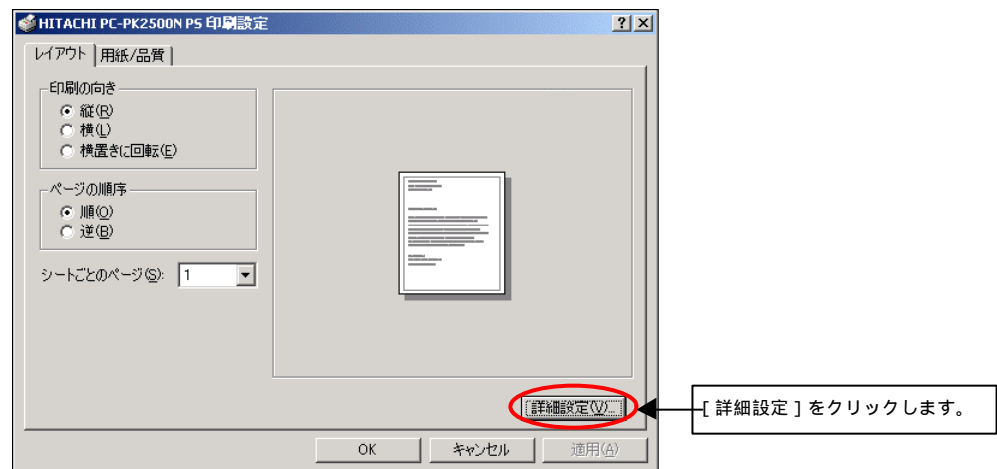 HITACHI PC-PK2500N PS 印刷設定
レイアウト 用紙/品質
印刷の向き
縦(R)
横(L)
横置きに回転(E)
ページの順序
順(O)
逆(B)
シートごとのページ(S): 1
詳細設定(V)...
[ 詳細設定 ] をクリックします。
OK キャンセル 適用(A)